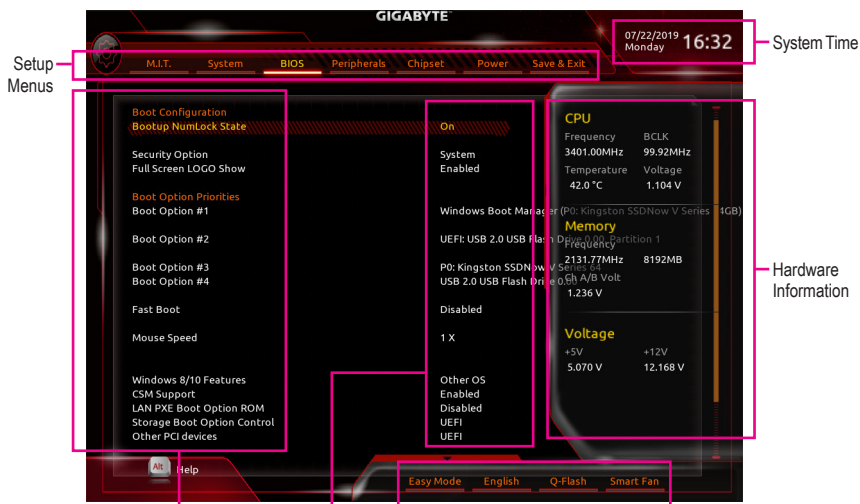 GIGABYTE™
07/22/2019
Monday 16:32
System Time
Setup
Menus
M.I.T. System BIOS Peripherals Chipset Power Save & Exit
Boot Configuration
Bootup NumLock State On
Security Option System
Full Screen LOGO Show Enabled
Boot Option Priorities
Boot Option #1 Windows Boot Manager (P0: Kingston SSDNow V Series 4GB)
Boot Option #2 UEFI: USB 2.0 USB Flash Drive 0.00, Partition 1
Boot Option #3 P0: Kingston SSDNow V Series 64
Boot Option #4 USB 2.0 USB Flash Drive 0.00
Fast Boot Disabled
Mouse Speed 1 X
Windows 8/10 Features Other OS
CSM Support Enabled
LAN PXE Boot Option ROM Disabled
Storage Boot Option Control UEFI
Other PCI devices UEFI
CPU
Frequency BCLK
3401.00MHz 99.92MHz
Temperature Voltage
42.0 °C 1.104 V
Memory
Frequency
2131.77MHz 8192MB
Ch A/B Volt
1.236 V
Voltage
+5V +12V
5.070 V 12.168 V
Hardware
Information
Alt Help
Easy Mode English Q-Flash Smart Fan